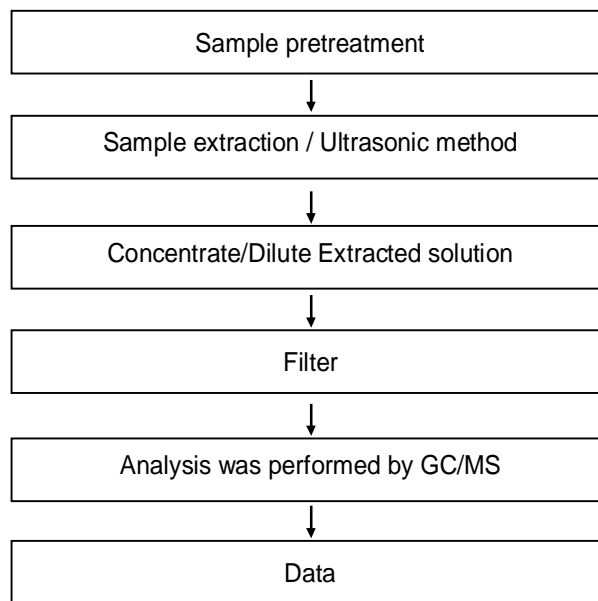 Sample pretreatment
Sample extraction / Ultrasonic method
Concentrate/Dilute Extracted solution
Filter
Analysis was performed by GC/MS
Data